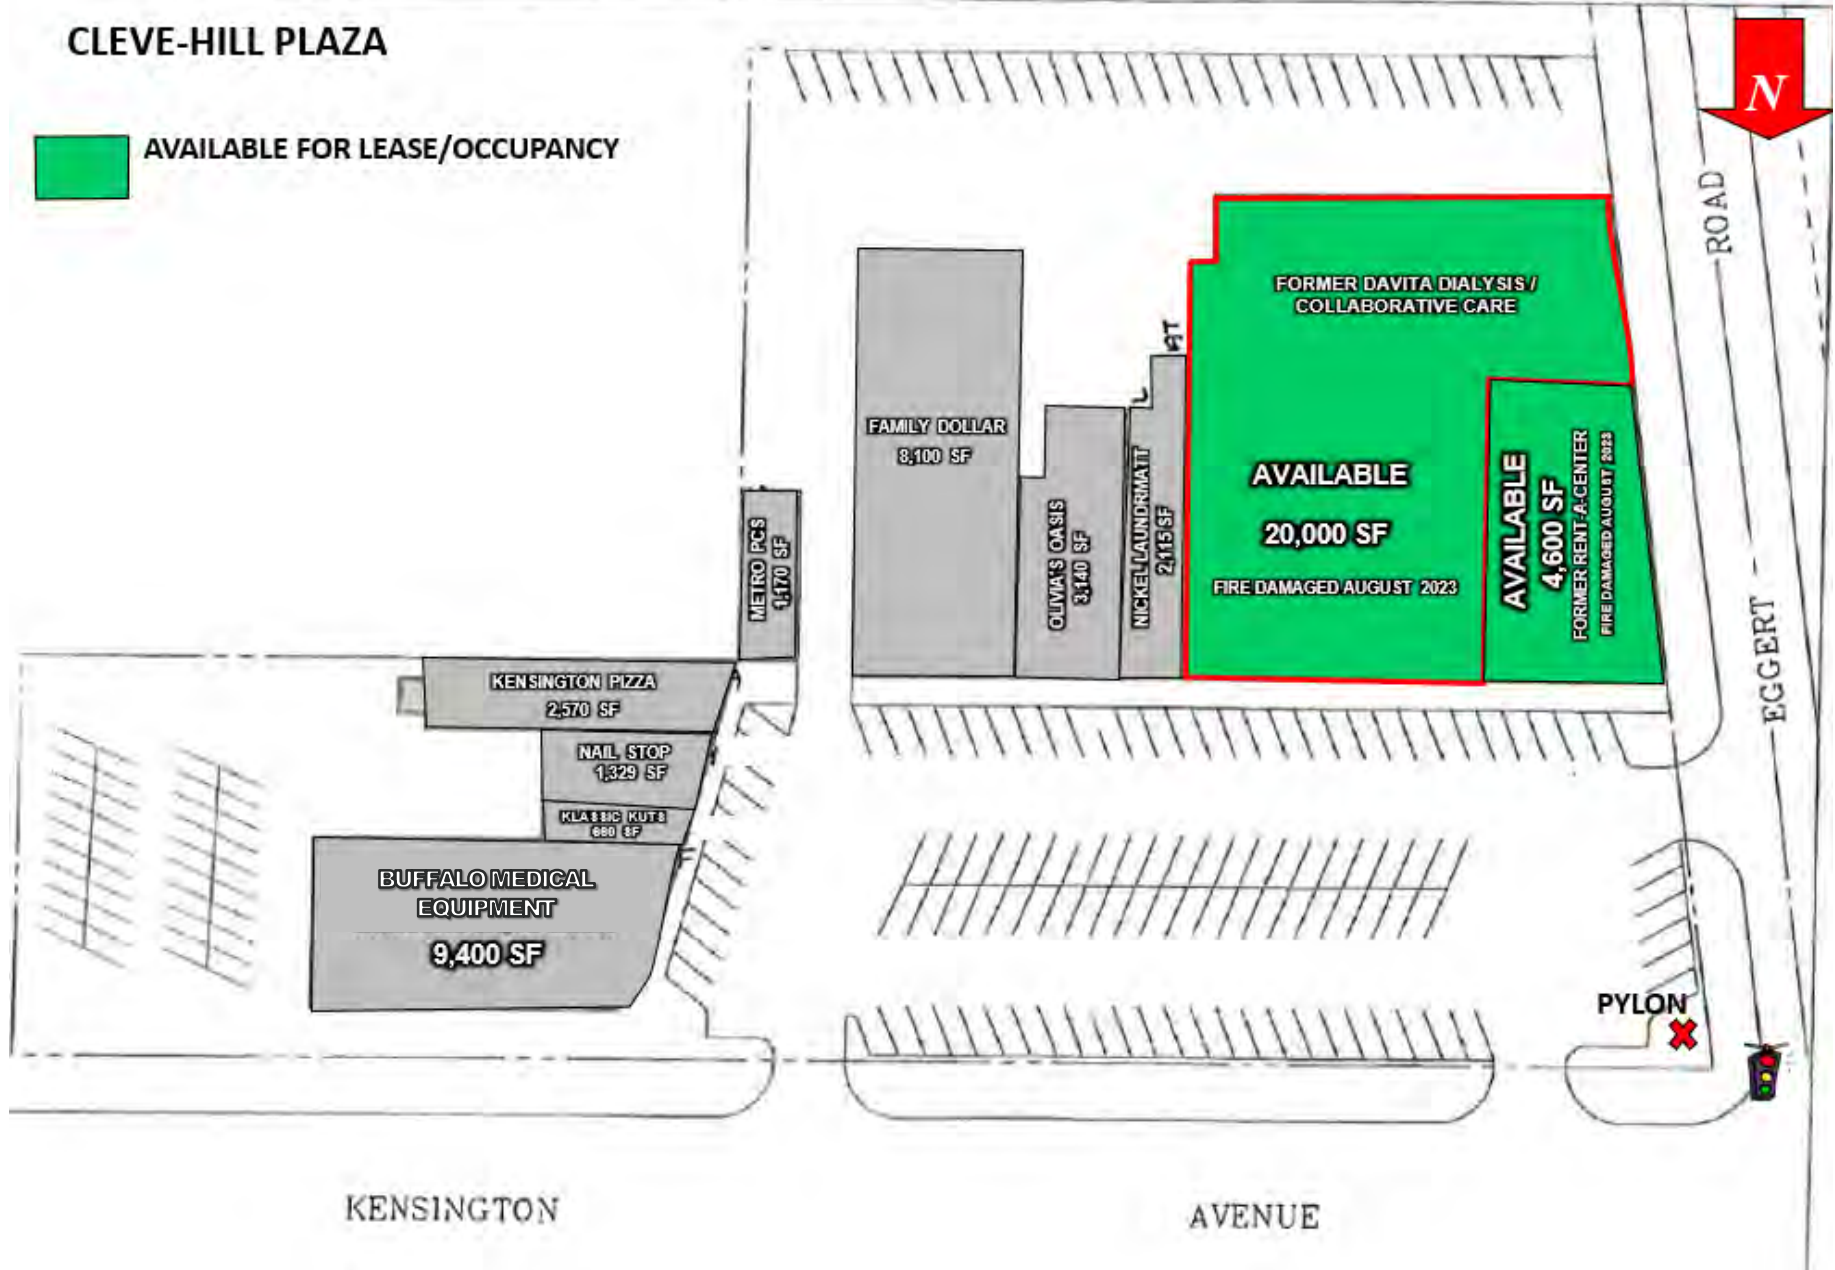 CLEVE-HILL PLAZA
AVAILABLE FOR LEASE/OCCUPANCY
N
ROAD
EGGERT
FORMER DAVITA DIALYSIS /
COLLABORATIVE CARE
AVAILABLE
20,000 SF
FIRE DAMAGED AUGUST 2023
AVAILABLE
4,600 SF
FORMER RENT-A-CENTER
FIRE DAMAGED AUGUST 2023
FAMILY DOLLAR
8,100 SF
OLIVIA'S OASIS
3,140 SF
NICKEL LAUNDRMATT
2,115 SF
METRO PCS
1,170 SF
KENSINGTON PIZZA
2,570 SF
NAIL STOP
1,329 SF
KLASSIC KUTS
SF
BUFFALO MEDICAL
EQUIPMENT
9,400 SF
PYLON
KENSINGTON AVENUE